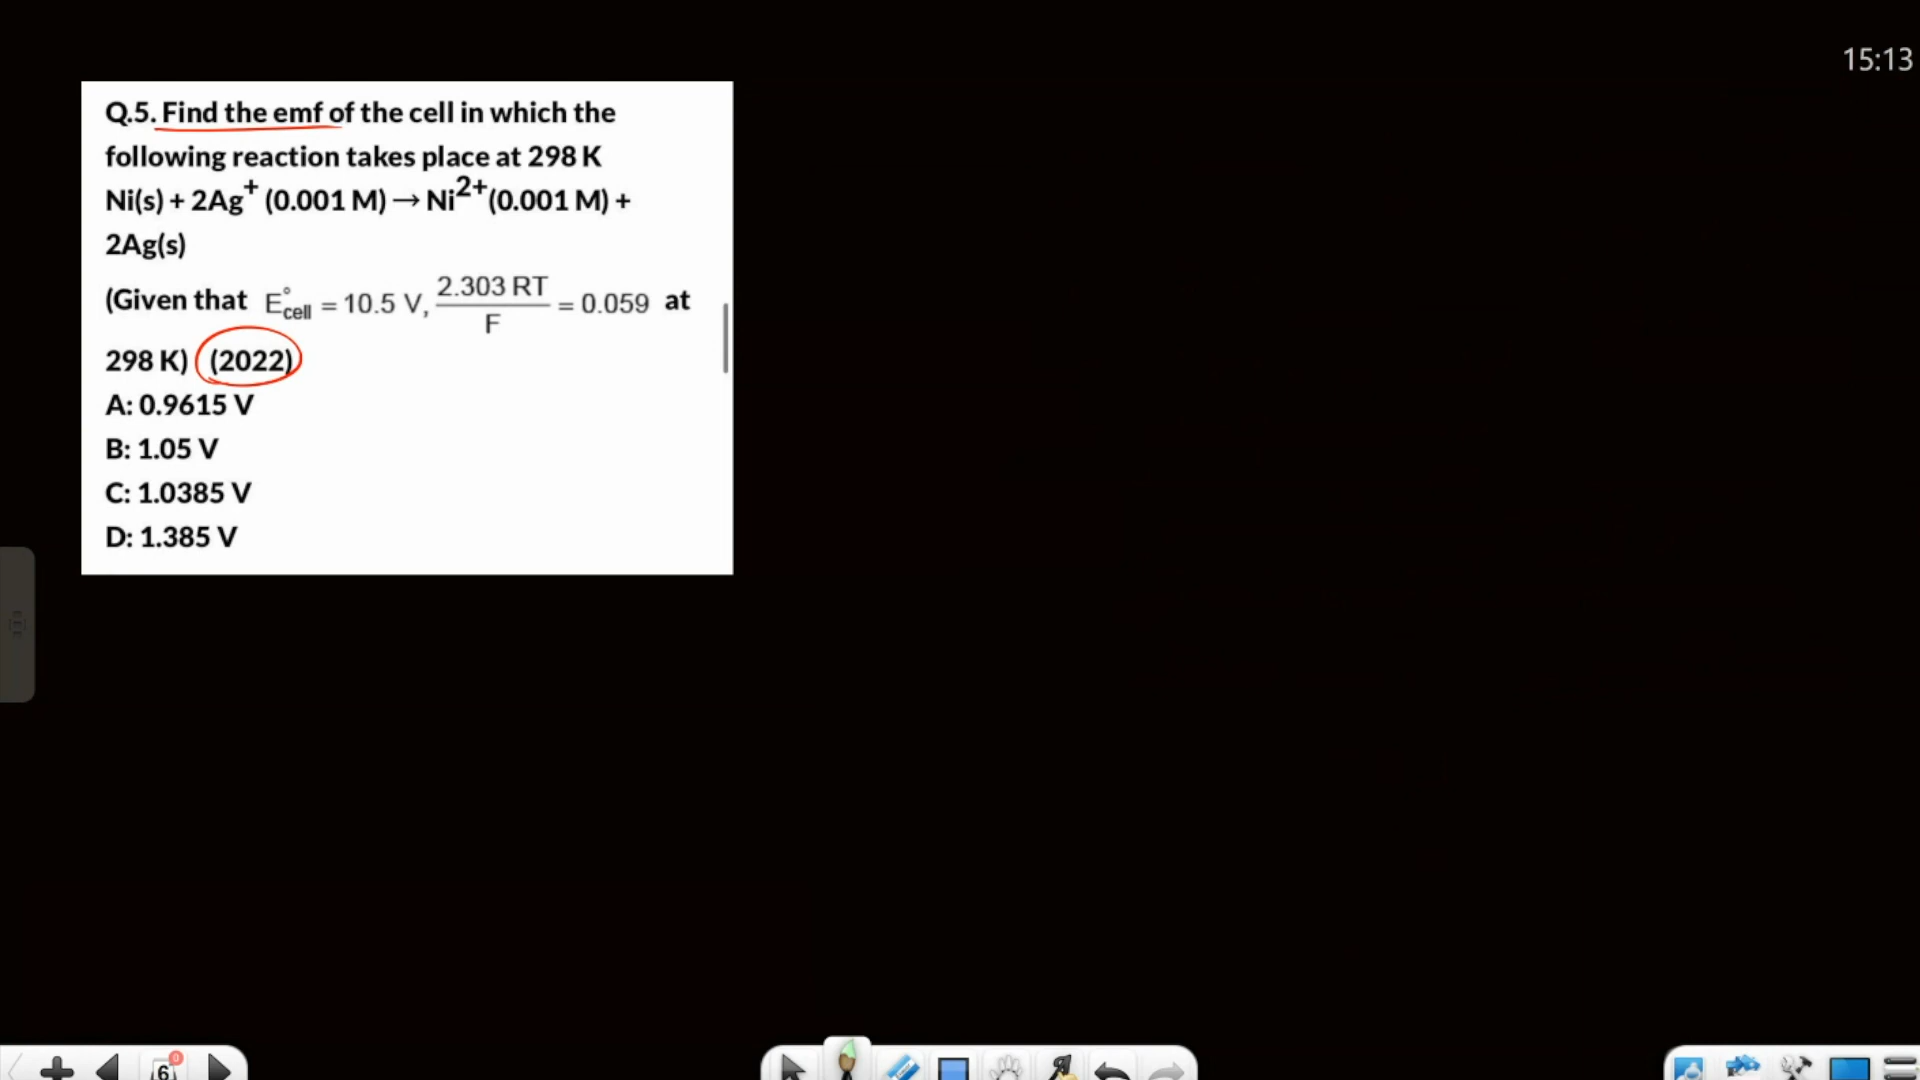 15:13
Q.5. Find the emf of the cell in which the
following reaction takes place at 298 K
Ni(s) + 2Ag⁺ (0.001 M) → Ni²⁺(0.001 M) +
2Ag(s)
(Given that E°cell = 10.5 V, 2.303 RT / F = 0.059 at
298 K) (2022)
A: 0.9615 V
B: 1.05 V
C: 1.0385 V
D: 1.385 V
6
0